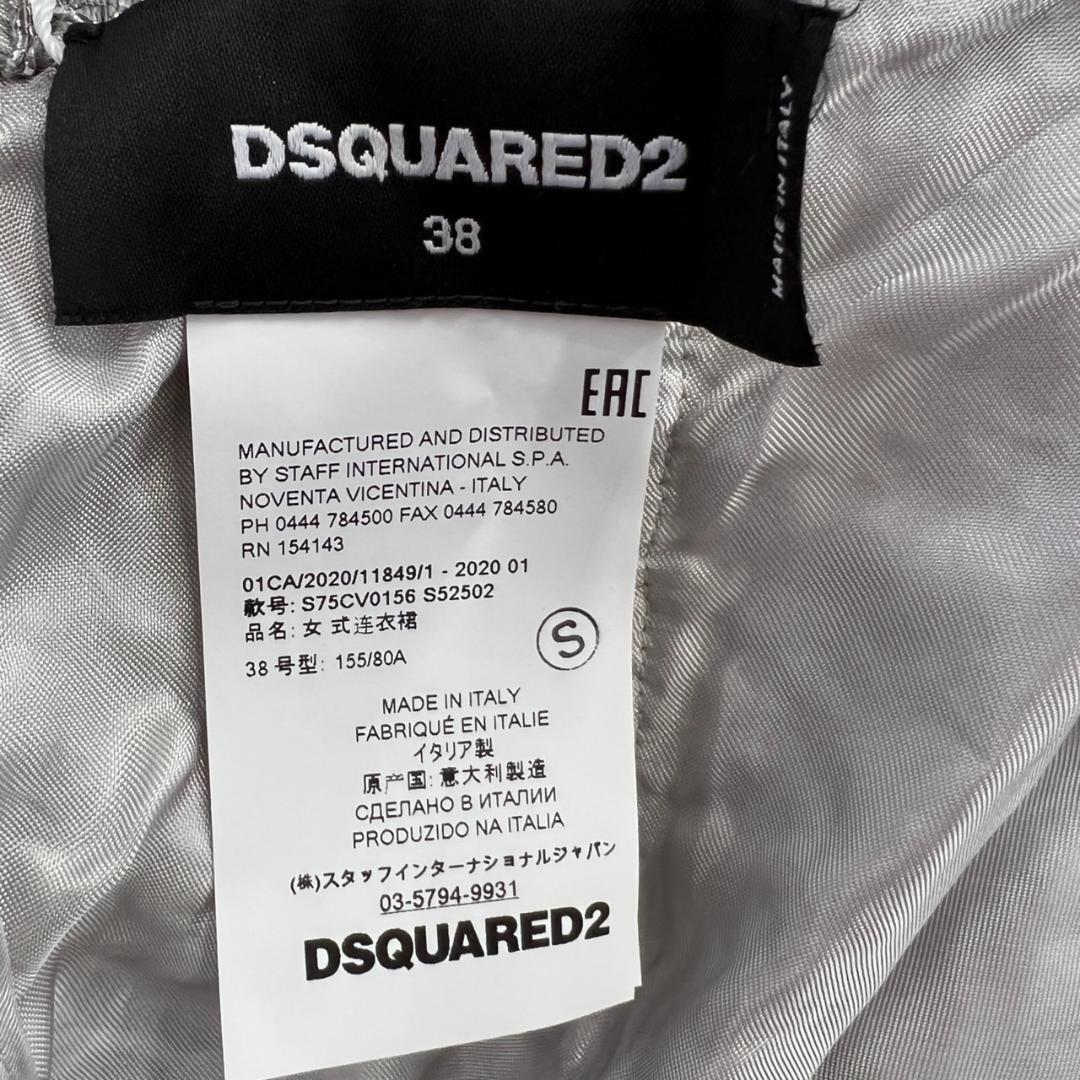 DSQUARED2
38
MADE IN ITALY
EAC
MANUFACTURED AND DISTRIBUTED
BY STAFF INTERNATIONAL S.P.A.
NOVENTA VICENTINA - ITALY
PH 0444 784500 FAX 0444 784580
RN 154143
01CA/2020/11849/1 - 2020 01
款号: S75CV0156 S52502
品名: 女 式连衣裙
S
38 号型: 155/80A
MADE IN ITALY
FABRIQUÉ EN ITALIE
イタリア製
原产国: 意大利製造
СДЕЛАНО В ИТАЛИИ
PRODUZIDO NA ITALIA
(株)スタッフインターナショナルジャパン
03-5794-9931
DSQUARED2